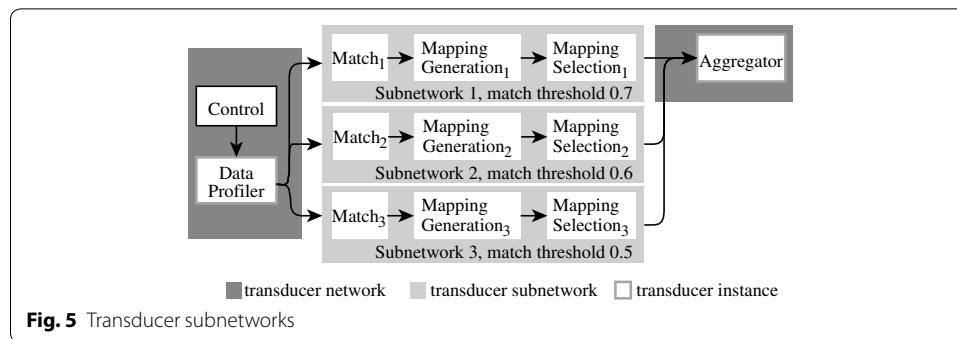 Control
Data
Profiler
Match1
Mapping
Generation1
Mapping
Selection1
Subnetwork 1, match threshold 0.7
Match2
Mapping
Generation2
Mapping
Selection2
Subnetwork 2, match threshold 0.6
Match3
Mapping
Generation3
Mapping
Selection3
Subnetwork 3, match threshold 0.5
Aggregator
transducer network
transducer subnetwork
transducer instance
Fig. 5 Transducer subnetworks